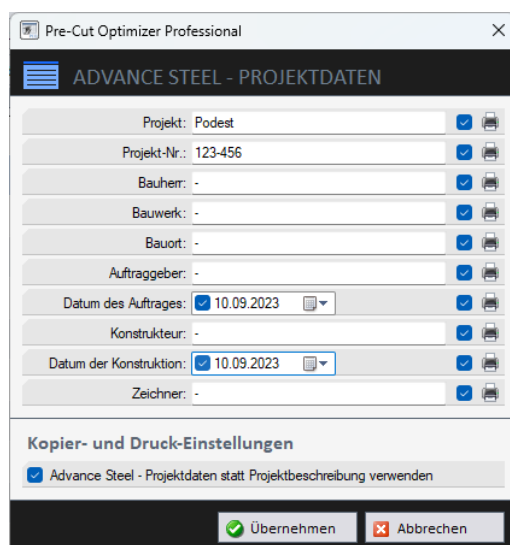 Pre-Cut Optimizer Professional
ADVANCE STEEL - PROJEKTDATEN
Projekt: Podest
Projekt-Nr.: 123-456
Bauherr: -
Bauwerk: -
Bauort: -
Auftraggeber: -
Datum des Auftrages: 10.09.2023
Konstrukteur: -
Datum der Konstruktion: 10.09.2023
Zeichner: -
Kopier- und Druck-Einstellungen
Advance Steel - Projektdaten statt Projektbeschreibung verwenden
Übernehmen Abbrechen